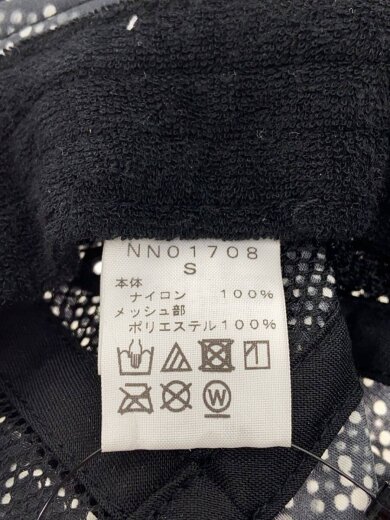 NN01708
S
本体
ナイロン 100%
メッシュ部
ポリエステル100%
W